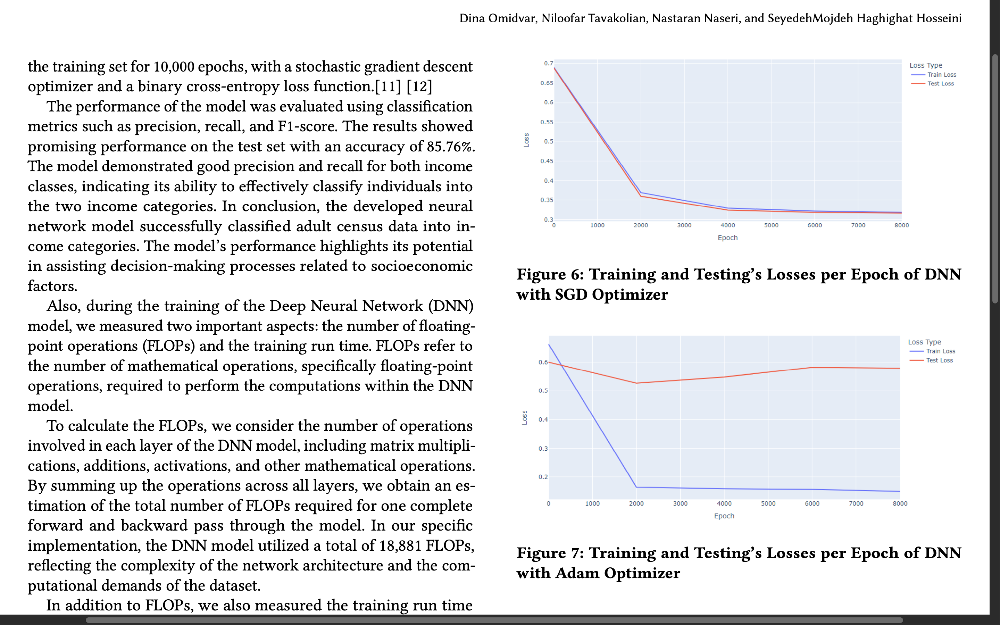 Dina Omidvar, Niloofar Tavakolian, Nastaran Naseri, and SeyedehMojdeh Haghighat Hosseini
the training set for 10,000 epochs, with a stochastic gradient descent
optimizer and a binary cross-entropy loss function.[11] [12]
The performance of the model was evaluated using classification
metrics such as precision, recall, and F1-score. The results showed
promising performance on the test set with an accuracy of 85.76%.
The model demonstrated good precision and recall for both income
classes, indicating its ability to effectively classify individuals into
the two income categories. In conclusion, the developed neural
network model successfully classified adult census data into in-
come categories. The model’s performance highlights its potential
in assisting decision-making processes related to socioeconomic
factors.
Also, during the training of the Deep Neural Network (DNN)
model, we measured two important aspects: the number of floating-
point operations (FLOPs) and the training run time. FLOPs refer to
the number of mathematical operations, specifically floating-point
operations, required to perform the computations within the DNN
model.
To calculate the FLOPs, we consider the number of operations
involved in each layer of the DNN model, including matrix multipli-
cations, additions, activations, and other mathematical operations.
By summing up the operations across all layers, we obtain an es-
timation of the total number of FLOPs required for one complete
forward and backward pass through the model. In our specific
implementation, the DNN model utilized a total of 18,881 FLOPs,
reflecting the complexity of the network architecture and the com-
putational demands of the dataset.
In addition to FLOPs, we also measured the training run time
0.7
0.65
0.6
0.55
0.5
0.45
0.4
0.35
0.3
Loss
0 1000 2000 3000 4000 5000 6000 7000 8000
Epoch
Loss Type
Train Loss
Test Loss
Figure 6: Training and Testing’s Losses per Epoch of DNN
with SGD Optimizer
0.6
0.5
0.4
0.3
0.2
Loss
0 1000 2000 3000 4000 5000 6000 7000 8000
Epoch
Loss Type
Train Loss
Test Loss
Figure 7: Training and Testing’s Losses per Epoch of DNN
with Adam Optimizer